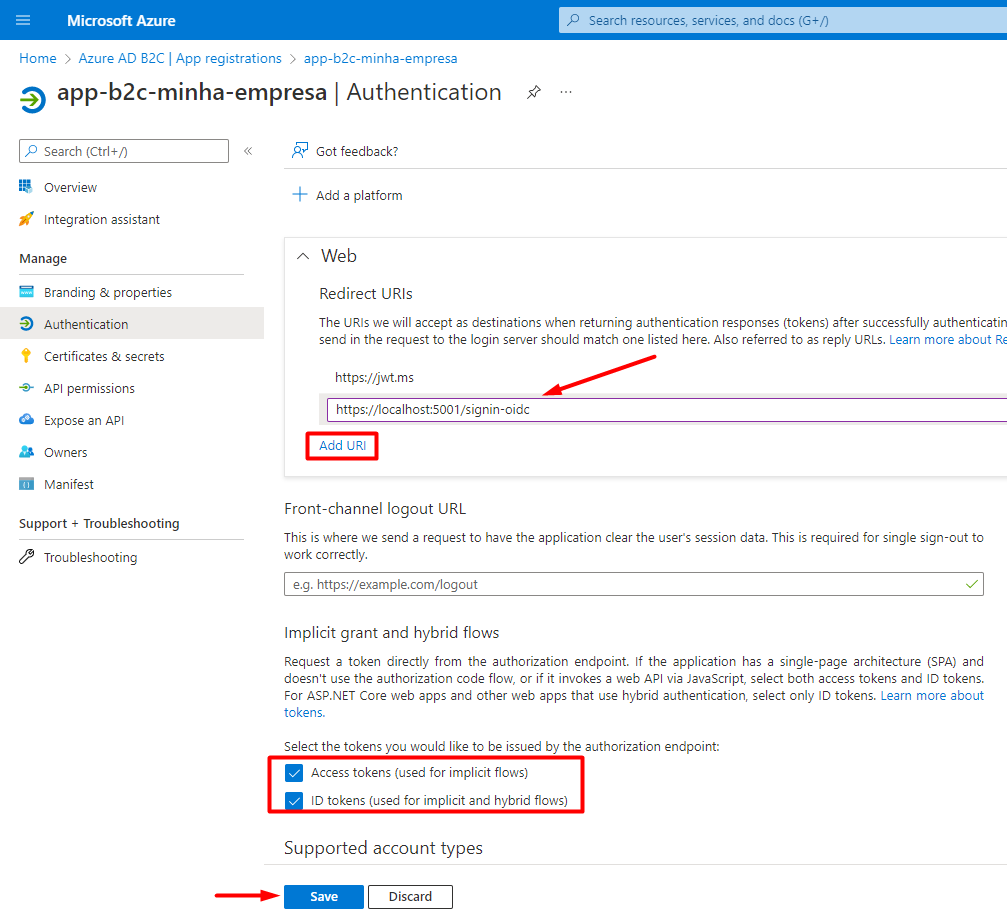 Microsoft Azure
Search resources, services, and docs (G+/)
Home > Azure AD B2C | App registrations > app-b2c-minha-empresa
app-b2c-minha-empresa | Authentication
Search (Ctrl+/)
Overview
Integration assistant
Manage
Branding & properties
Authentication
Certificates & secrets
API permissions
Expose an API
Owners
Manifest
Support + Troubleshooting
Troubleshooting
Got feedback?
Add a platform
Web
Redirect URIs
The URIs we will accept as destinations when returning authentication responses (tokens) after successfully authenticatin
send in the request to the login server should match one listed here. Also referred to as reply URLs. Learn more about Re
https://jwt.ms
https://localhost:5001/signin-oidc
Add URI
Front-channel logout URL
This is where we send a request to have the application clear the user's session data. This is required for single sign-out to
work correctly.
e.g. https://example.com/logout
Implicit grant and hybrid flows
Request a token directly from the authorization endpoint. If the application has a single-page architecture (SPA) and
doesn't use the authorization code flow, or if it invokes a web API via JavaScript, select both access tokens and ID tokens.
For ASP.NET Core web apps and other web apps that use hybrid authentication, select only ID tokens. Learn more about
tokens.
Select the tokens you would like to be issued by the authorization endpoint:
Access tokens (used for implicit flows)
ID tokens (used for implicit and hybrid flows)
Supported account types
Save
Discard